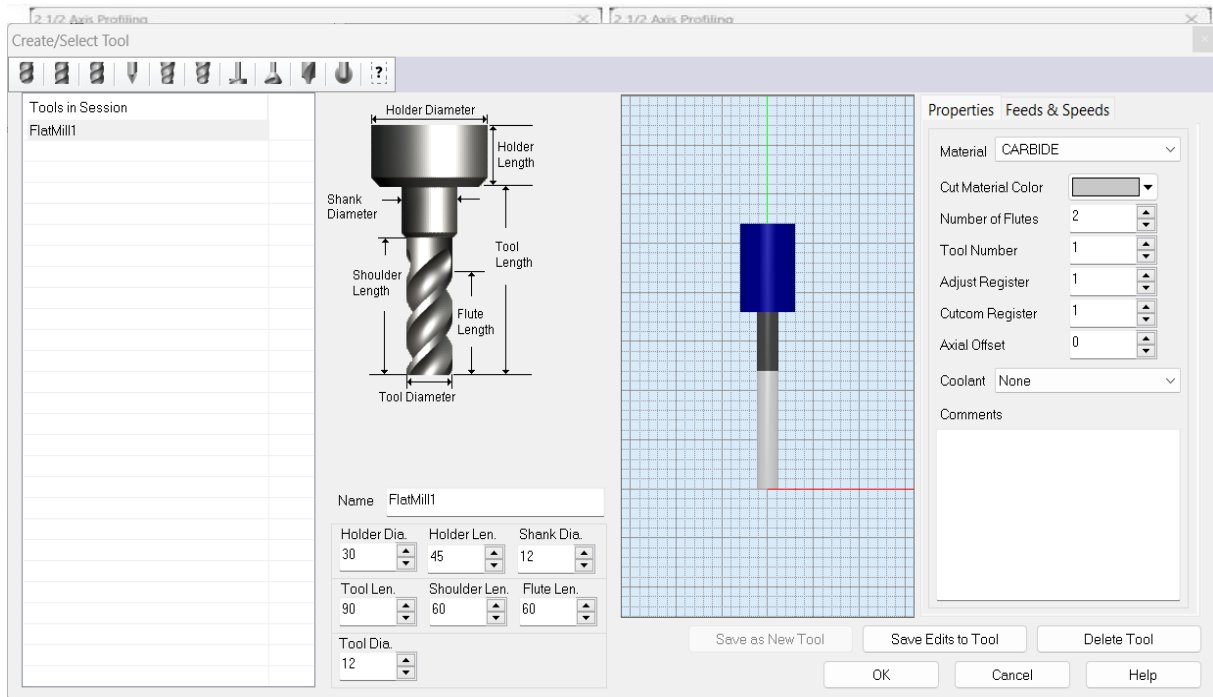 2 1/2 Axis Profiling
2 1/2 Axis Profiling
Create/Select Tool
?
Tools in Session
FlatMill1
Holder Diameter
Holder
Length
Shank
Diameter
Tool
Length
Shoulder
Length
Flute
Length
Tool Diameter
Name FlatMill1
Holder Dia. Holder Len. Shank Dia.
30 45 12
Tool Len. Shoulder Len. Flute Len.
90 60 60
Tool Dia.
12
Properties Feeds & Speeds
Material CARBIDE
Cut Material Color
Number of Flutes 2
Tool Number 1
Adjust Register 1
Cutcom Register 1
Axial Offset 0
Coolant None
Comments
Save as New Tool Save Edits to Tool Delete Tool
OK Cancel Help